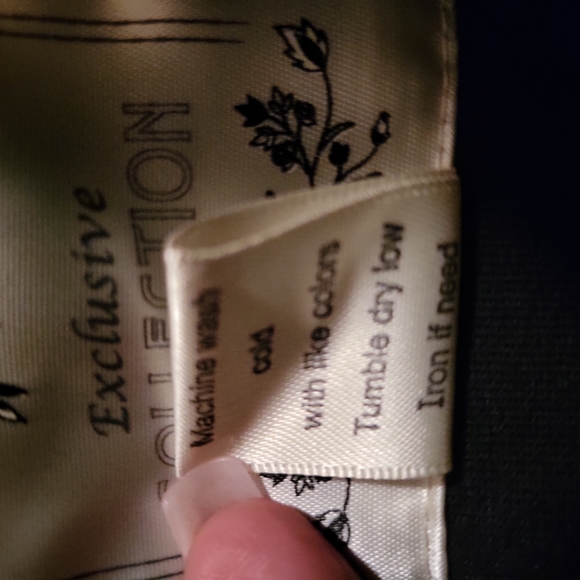 Exclusive
COLLECTION
Machine wash
cold
with like colors
Tumble dry low
Iron if need